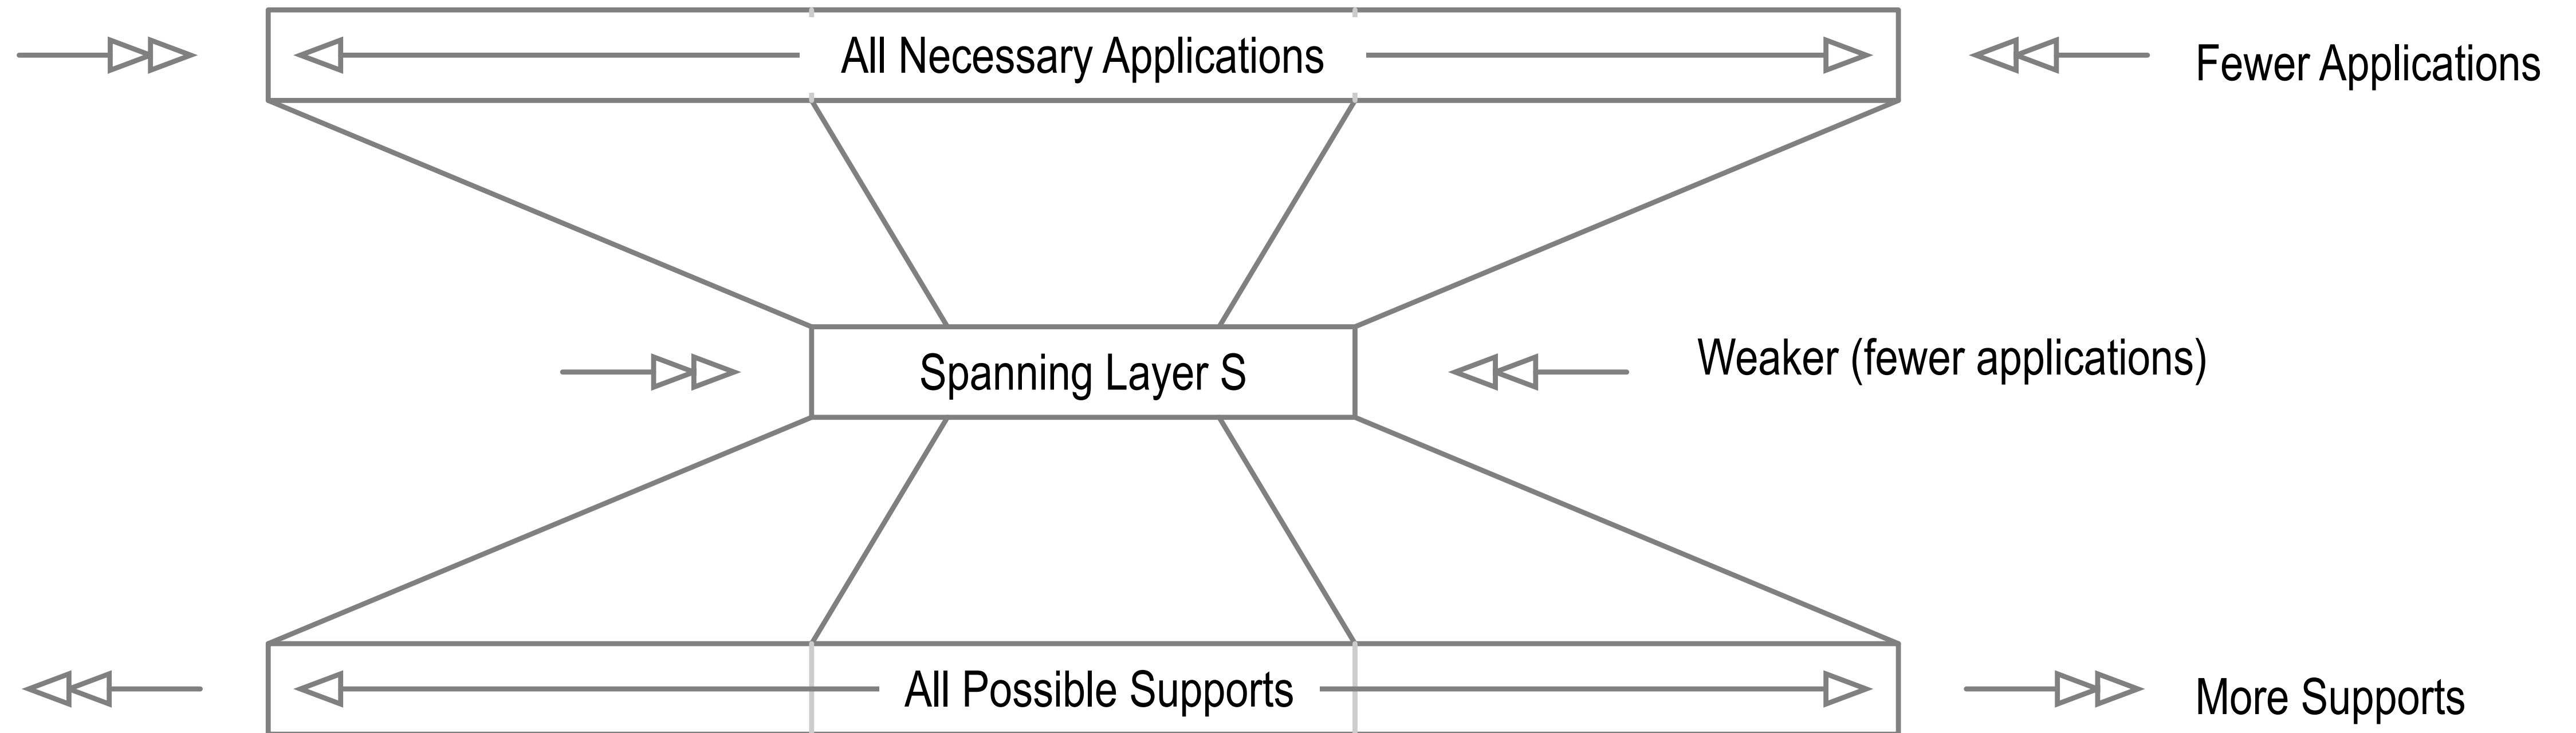 All Necessary Applications
Fewer Applications
Spanning Layer S
Weaker (fewer applications)
All Possible Supports
More Supports